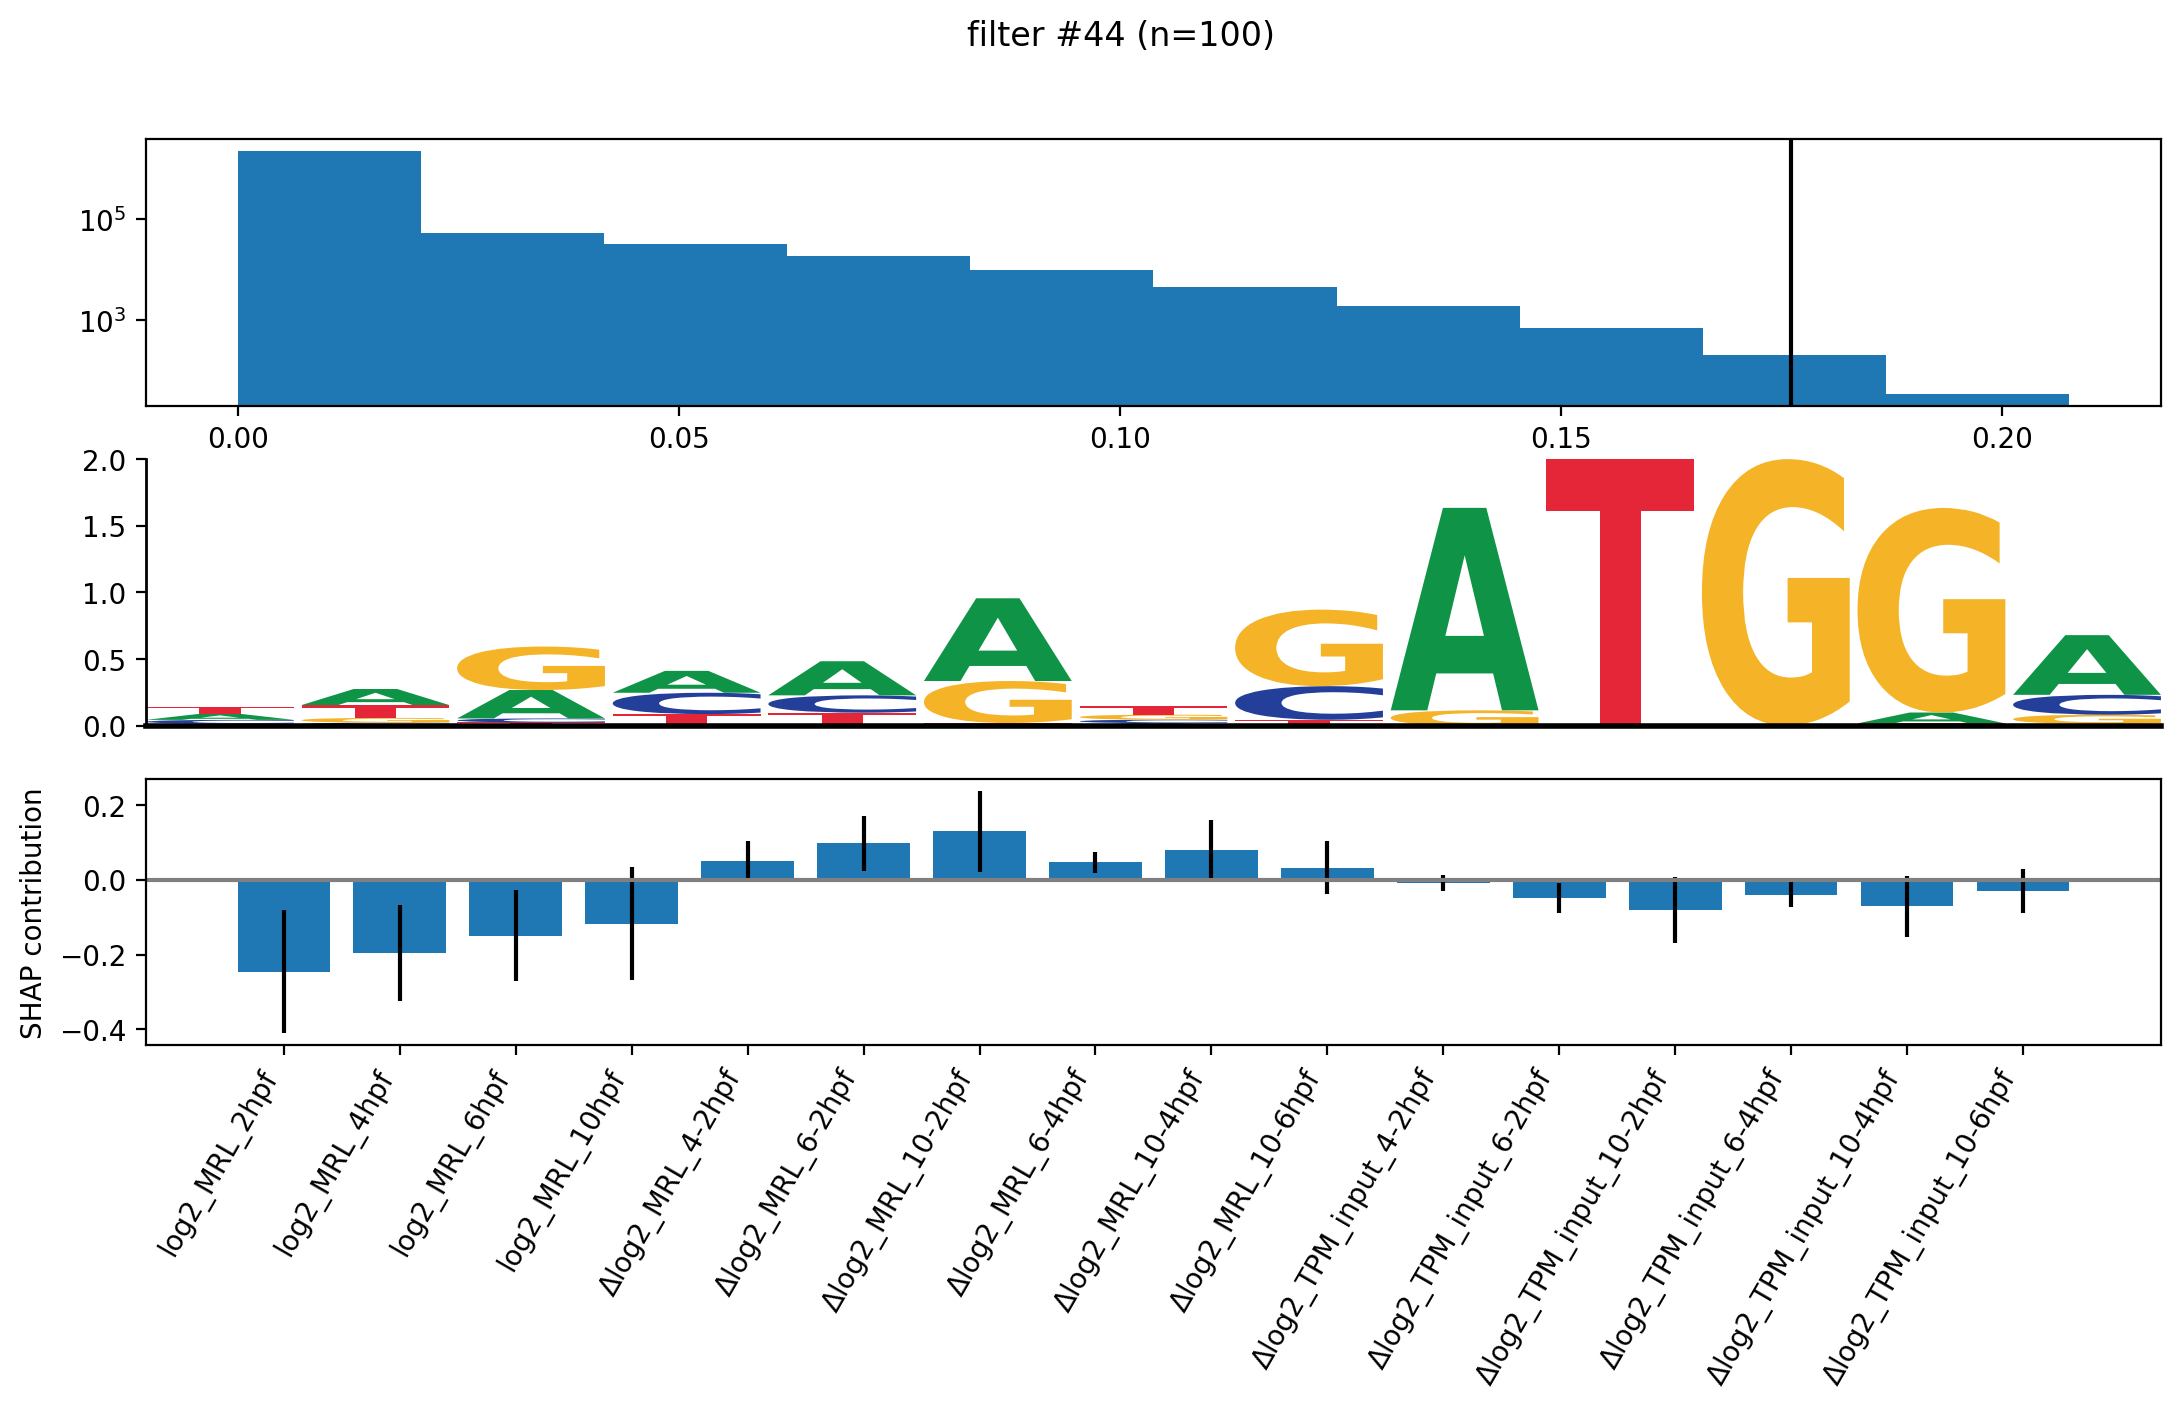 filter #44 (n=100)
10^5
10^3
0.00 0.05 0.10 0.15 0.20
2.0
1.5
1.0
0.5
0.0
T A C
A T G
G A C T
A C T
A C T
A G
T G C
G C T
A G
T
G
G A
A C G
SHAP contribution
0.2
0.0
−0.2
−0.4
log2_MRL_2hpf
log2_MRL_4hpf
log2_MRL_6hpf
log2_MRL_10hpf
Δlog2_MRL_4-2hpf
Δlog2_MRL_6-2hpf
Δlog2_MRL_10-2hpf
Δlog2_MRL_6-4hpf
Δlog2_MRL_10-4hpf
Δlog2_MRL_10-6hpf
Δlog2_TPM_input_4-2hpf
Δlog2_TPM_input_6-2hpf
Δlog2_TPM_input_10-2hpf
Δlog2_TPM_input_6-4hpf
Δlog2_TPM_input_10-4hpf
Δlog2_TPM_input_10-6hpf